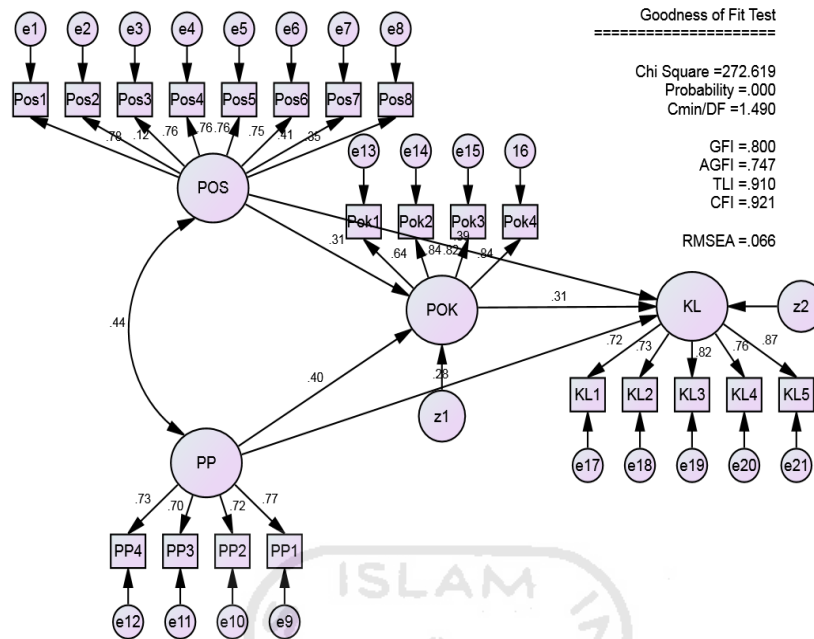 Goodness of Fit Test
======================
Chi Square =272.619
Probability =.000
Cmin/DF =1.490
GFI =.800
AGFI =.747
TLI =.910
CFI =.921
RMSEA =.066
e1 e2 e3 e4 e5 e6 e7 e8
Pos1 Pos2 Pos3 Pos4 Pos5 Pos6 Pos7 Pos8
.78 .12 .76 .76 .76 .75 .41 .35
POS
e13 e14 e15 16
Pok1 Pok2 Pok3 Pok4
.64 .84 .82 .39 .84
.31
POK
.31
KL
z2
.44
.40
.28
z1
.72 .73 .82 .76 .87
KL1 KL2 KL3 KL4 KL5
e17 e18 e19 e20 e21
PP
.73 .70 .72 .77
PP4 PP3 PP2 PP1
e12 e11 e10 e9
ISLAM